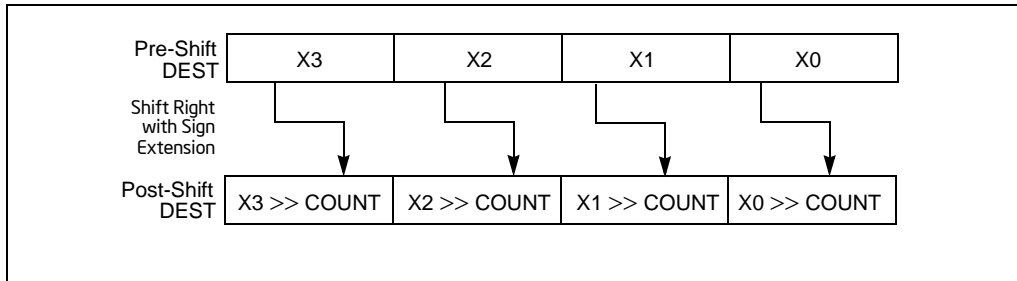 Pre-Shift
DEST
X3 X2 X1 X0
Shift Right
with Sign
Extension
Post-Shift
DEST
X3 >> COUNT X2 >> COUNT X1 >> COUNT X0 >> COUNT